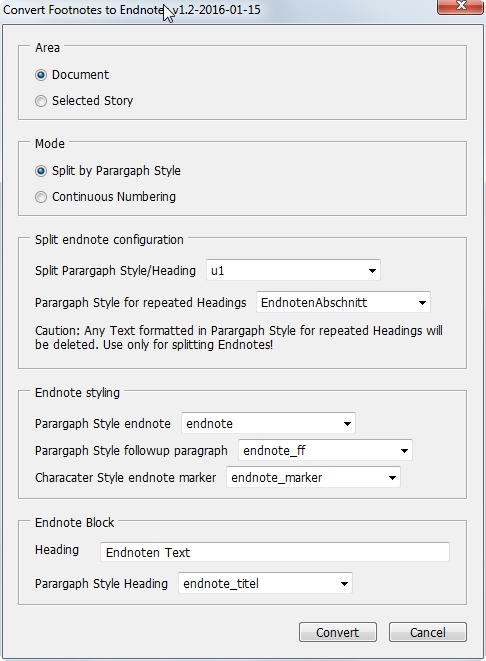 Convert Footnotes to Endnotes v1.2-2016-01-15
Area
Document
Selected Story
Mode
Split by Parargaph Style
Continuous Numbering
Split endnote configuration
Split Parargaph Style/Heading u1
Parargaph Style for repeated Headings EndnotenAbschnitt
Caution: Any Text formatted in Parargaph Style for repeated Headings will
be deleted. Use only for splitting Endnotes!
Endnote styling
Parargaph Style endnote endnote
Parargaph Style followup paragraph endnote_ff
Characater Style endnote marker endnote_marker
Endnote Block
Heading Endnoten Text
Parargaph Style Heading endnote_titel
Convert Cancel